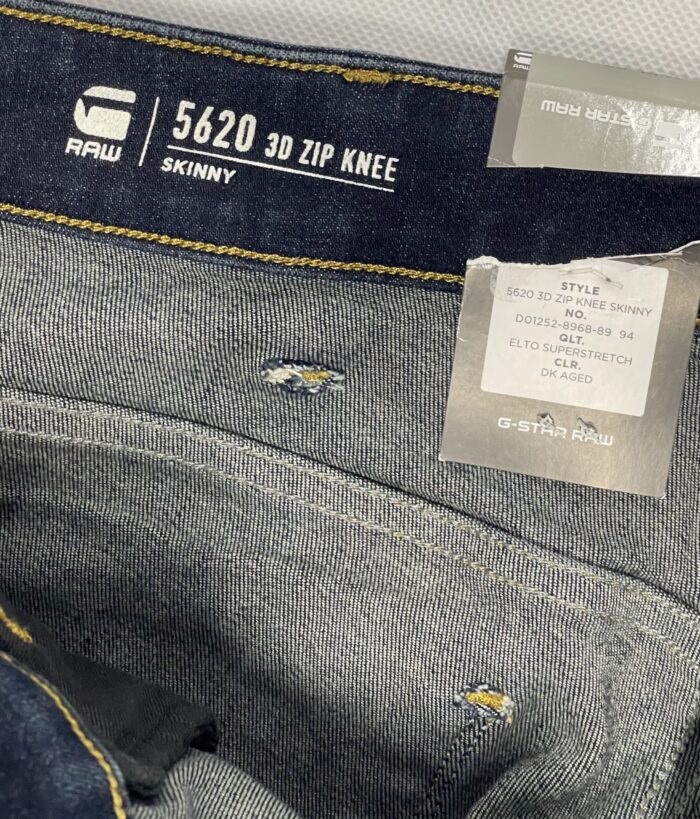 RAW
5620 3D ZIP KNEE
SKINNY
G-STAR RAW
STYLE
5620 3D ZIP KNEE SKINNY
NO.
D01252-8968-89 94
QLT.
ELTO SUPERSTRETCH
CLR.
DK AGED
G-STAR RAW